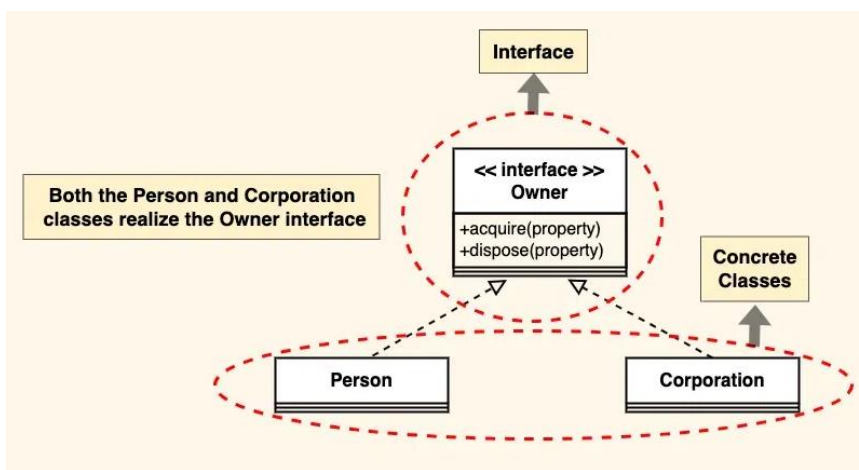 Interface
<< interface >>
Owner
+acquire(property)
+dispose(property)
Both the Person and Corporation
classes realize the Owner interface
Concrete
Classes
Person
Corporation